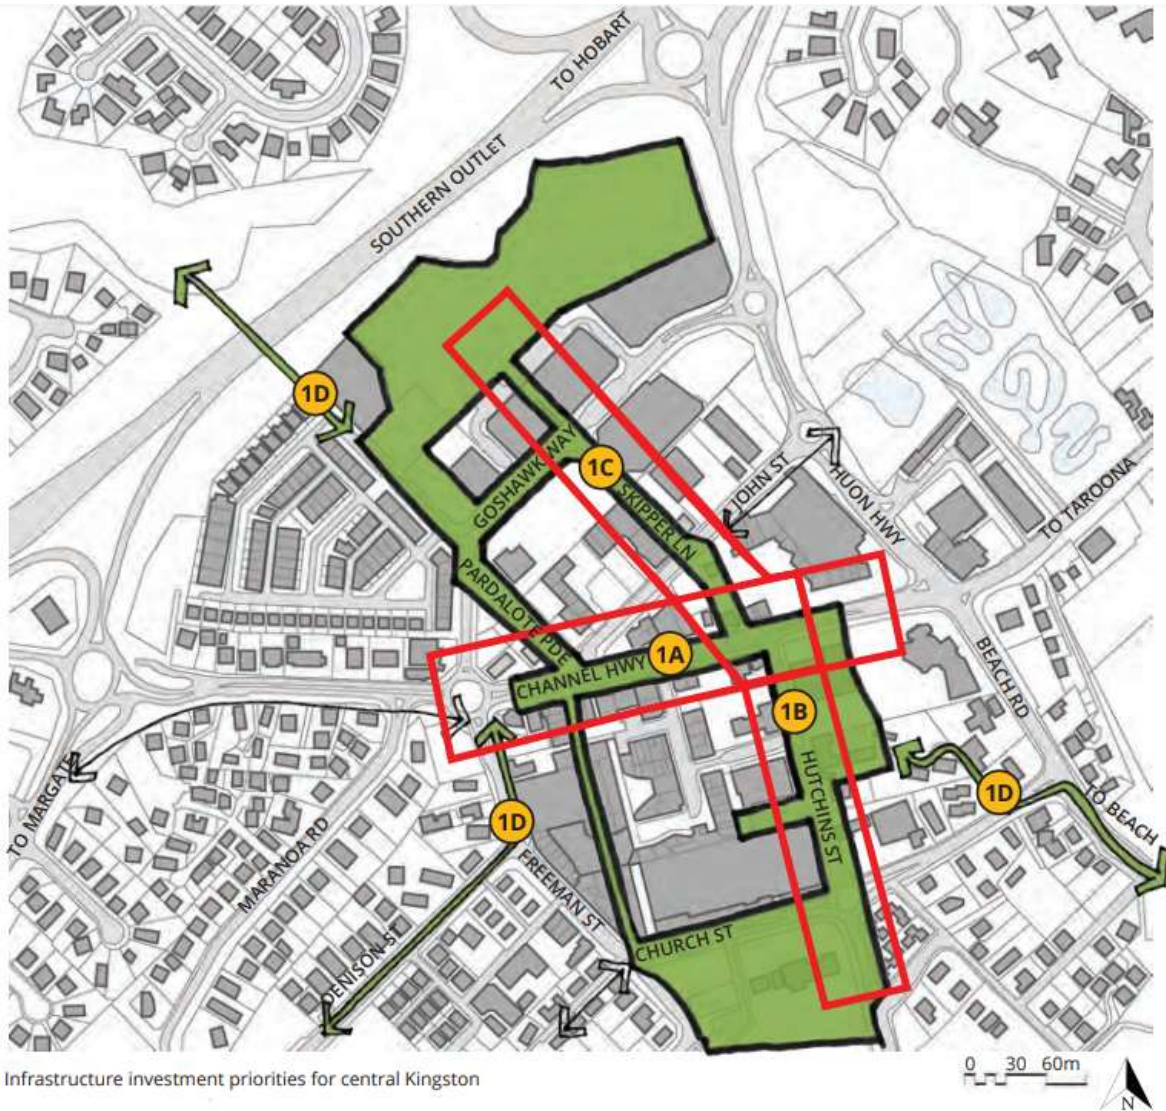 TO HOBART
SOUTHERN OUTLET
1D
1C
GOSHAWK WAY
SKIPPER LN
JOHN ST
HUON HWY
TO TAROONA
PARDALOTE PDE
1A
CHANNEL HWY
1B
BEACH RD
HUTCHINS ST
1D
TO BEACH
TO MARGATE
MARANOA RD
1D
FREEMAN ST
DENISON ST
CHURCH ST
Infrastructure investment priorities for central Kingston
0 30 60m
N